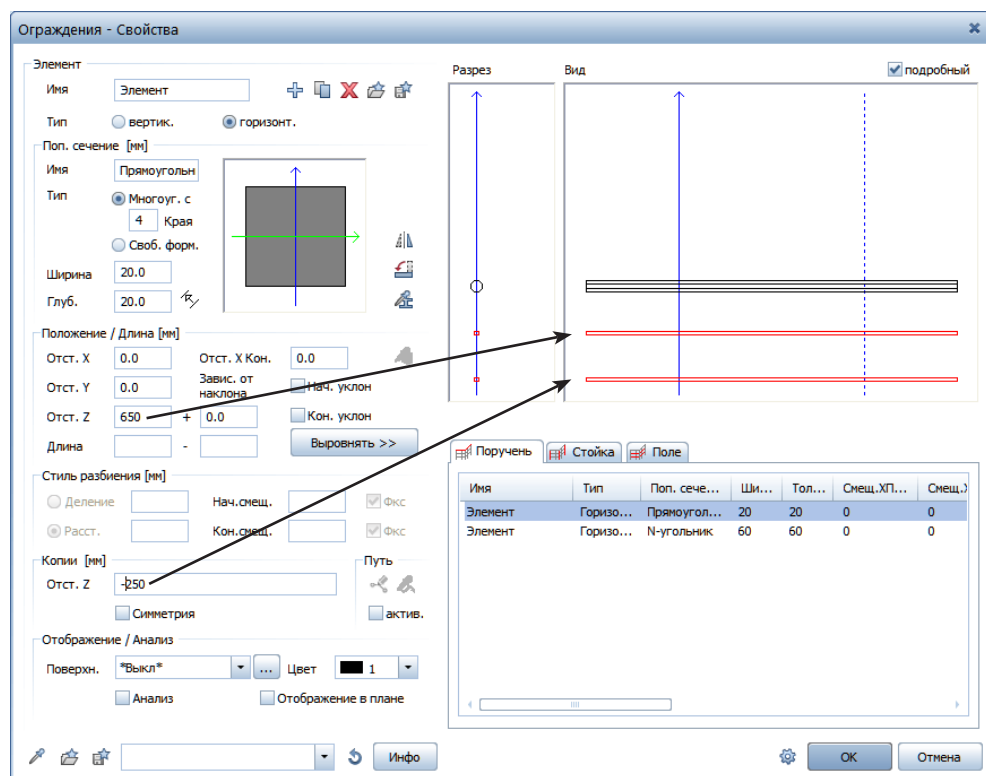 Ограждения - Свойства
Элемент
Имя Элемент
Тип вертик. горизонт.
Поп. сечение [мм]
Имя Прямоугольн
Тип Многоуг. с
4 Края
Своб. форм.
Ширина 20.0
Глуб. 20.0
Положение / Длина [мм]
Отст. X 0.0 Отст. X Кон. 0.0
Отст. Y 0.0 Завис. от наклона Нач. уклон
Отст. Z 650 + 0.0 Кон. уклон
Длина - Выровнять >>
Стиль разбиения [мм]
Деление Нач.смещ. Фкс
Расст. Кон.смещ. Фкс
Копии [мм] Путь
Отст. Z -250
Симметрия актив.
Отображение / Анализ
Поверхн. *Выкл* ... Цвет 1
Анализ Отображение в плане
Инфо
Разрез Вид подробный
Поручень Стойка Поле
Имя Тип Поп. сече... Ши... Тол... Смещ.XП... Смещ.
Элемент Горизо... Прямоугол... 20 20 0 0
Элемент Горизо... N-угольник 60 60 0 0
OK Отмена